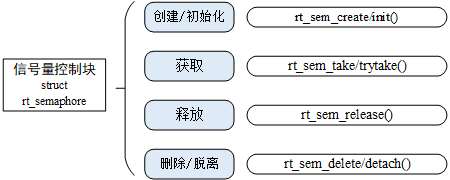 信号量控制块
struct
rt_semaphore
创建/初始化
rt_sem_create/init()
获取
rt_sem_take/trytake()
释放
rt_sem_release()
删除/脱离
rt_sem_delete/detach()